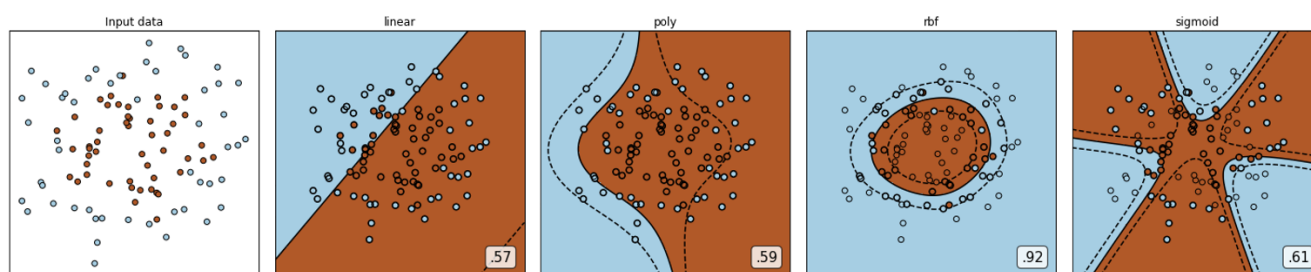 Input data
linear
poly
rbf
sigmoid
.57
.59
.92
.61